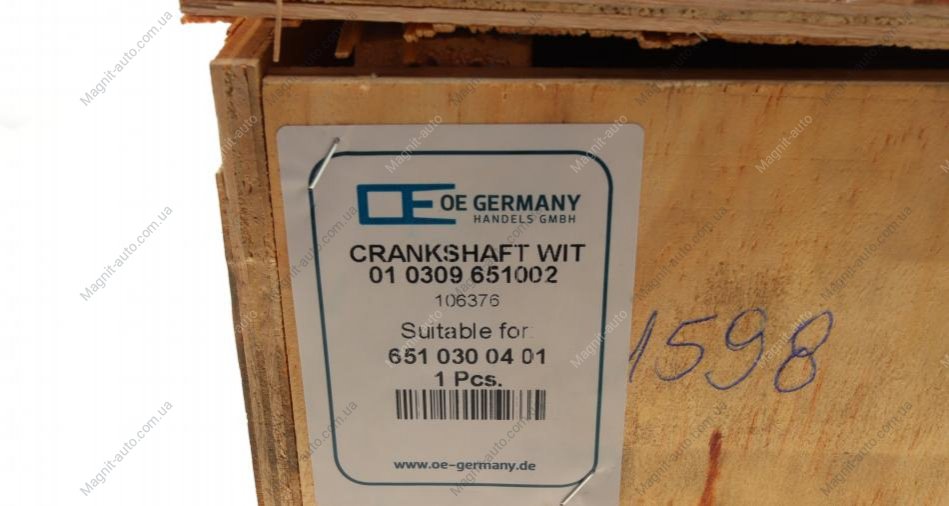 OE GERMANY
HANDELS GMBH
CRANKSHAFT WIT
01 0309 651002
106376
Suitable for:
651 030 04 01
1 Pcs.
www.oe-germany.de
1598
Magnit-auto.com.ua